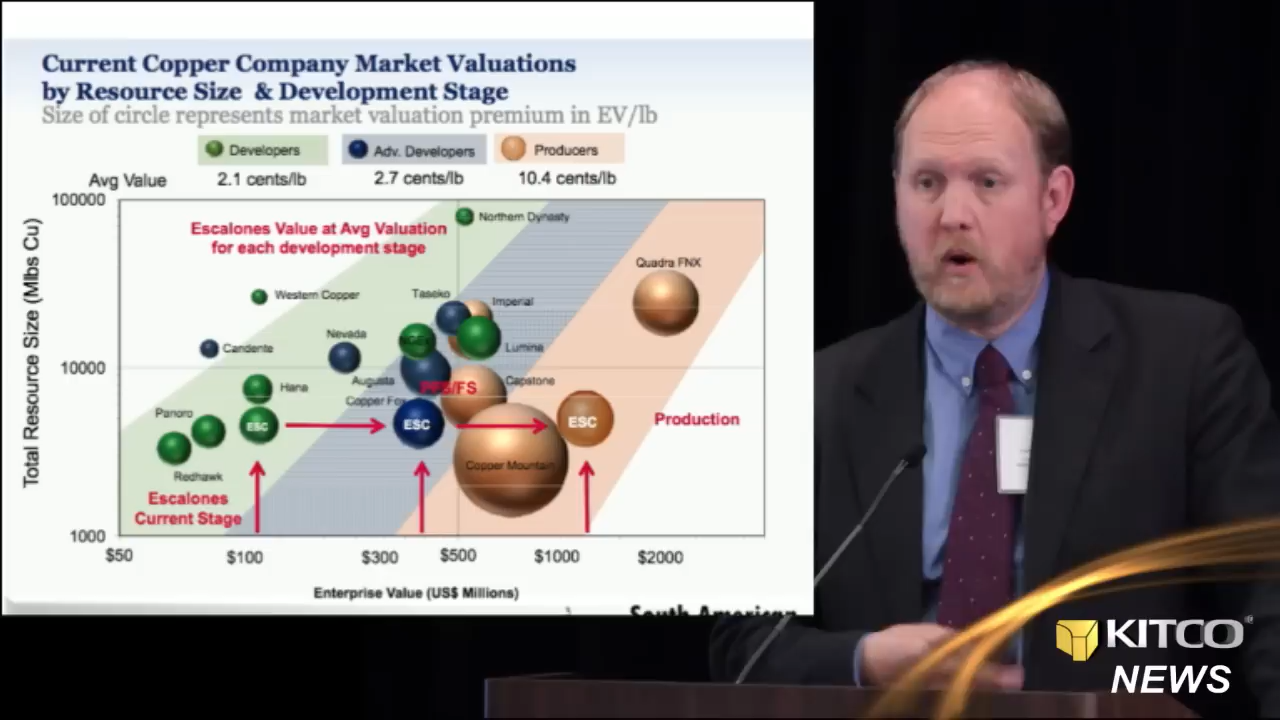 Current Copper Company Market Valuations
by Resource Size & Development Stage
Size of circle represents market valuation premium in EV/lb
Developers
Adv. Developers
Producers
Avg Value
2.1 cents/lb
2.7 cents/lb
10.4 cents/lb
100000
10000
1000
Total Resource Size (Mlbs Cu)
Escalones Value at Avg Valuation
for each development stage
Northern Dynasty
Quadra FNX
Western Copper
Taseko
Imperial
Nevada
Candente
Lumina
Augusta
PFS/FS
Capstone
Hana
Copper Fox
Panoro
ESC
ESC
ESC
Production
Copper Mountain
Redhawk
Escalones
Current Stage
$50
$100
$300
$500
$1000
$2000
Enterprise Value (US$ Millions)
South American
KITCO
NEWS